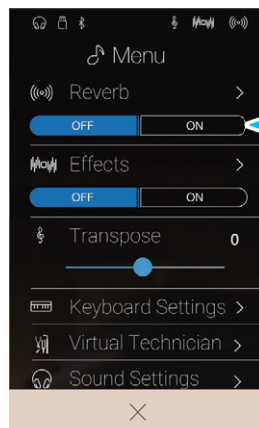 Menu
Reverb
OFF ON
Effects
OFF ON
Transpose 0
Keyboard Settings
Virtual Technician
Sound Settings